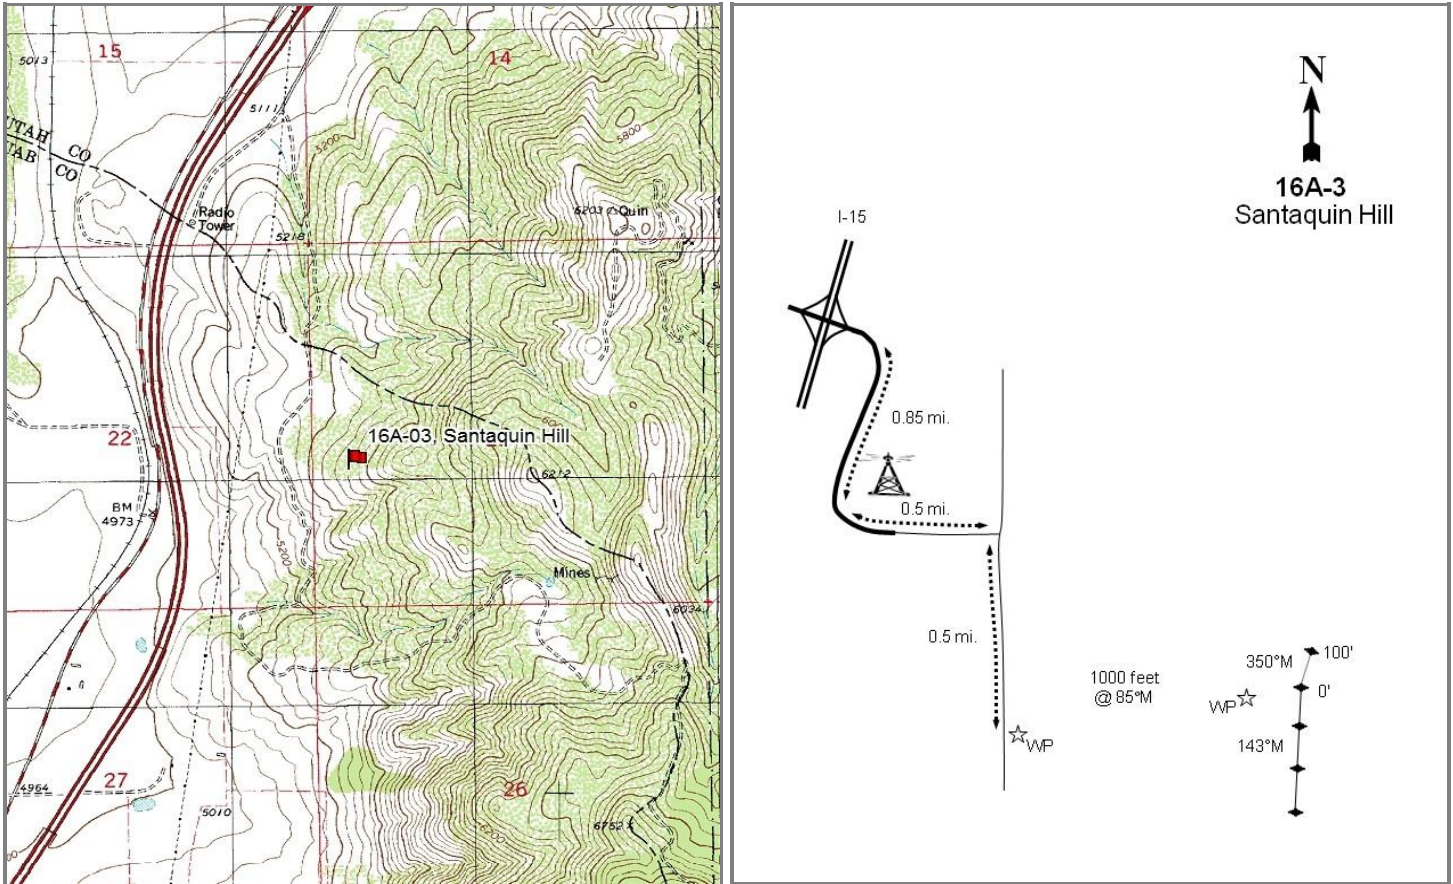 15
14
5013
5111
5200
5800
UTAH CO
JUAB CO
Radio
Tower
6203
Quin
5218
22
16A-03, Santaquin Hill
6212
BM
4973
5200
Mines
6034
27
26
4964
5010
6200
6752
N
16A-3
Santaquin Hill
I-15
0.85 mi.
0.5 mi.
0.5 mi.
1000 feet
@ 85°M
WP
WP
350°M
100'
0'
143°M